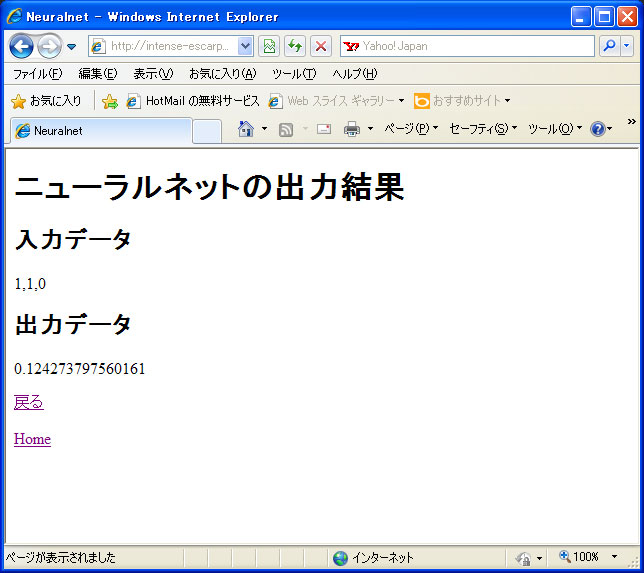 Neuralnet - Windows Internet Explorer
http://intense-escarp... Yahoo! Japan
ファイル(F) 編集(E) 表示(V) お気に入り(A) ツール(T) ヘルプ(H)
お気に入り HotMail の無料サービス Web スライス ギャラリー おすすめサイト
Neuralnet ページ(P) セーフティ(S) ツール(O) »
ニューラルネットの出力結果
入力データ
1,1,0
出力データ
0.124273797560161
戻る
Home
ページが表示されました インターネット 100%